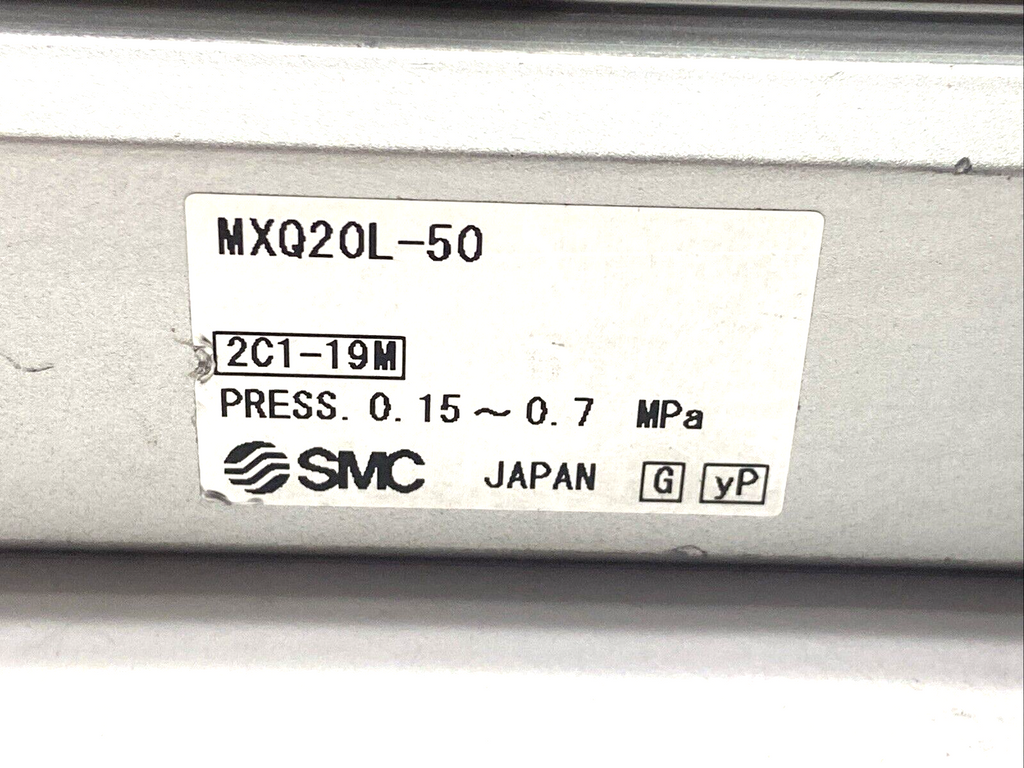 MXQ20L-50
2C1-19M
PRESS. 0.15～0.7 MPa
SMC JAPAN G yP